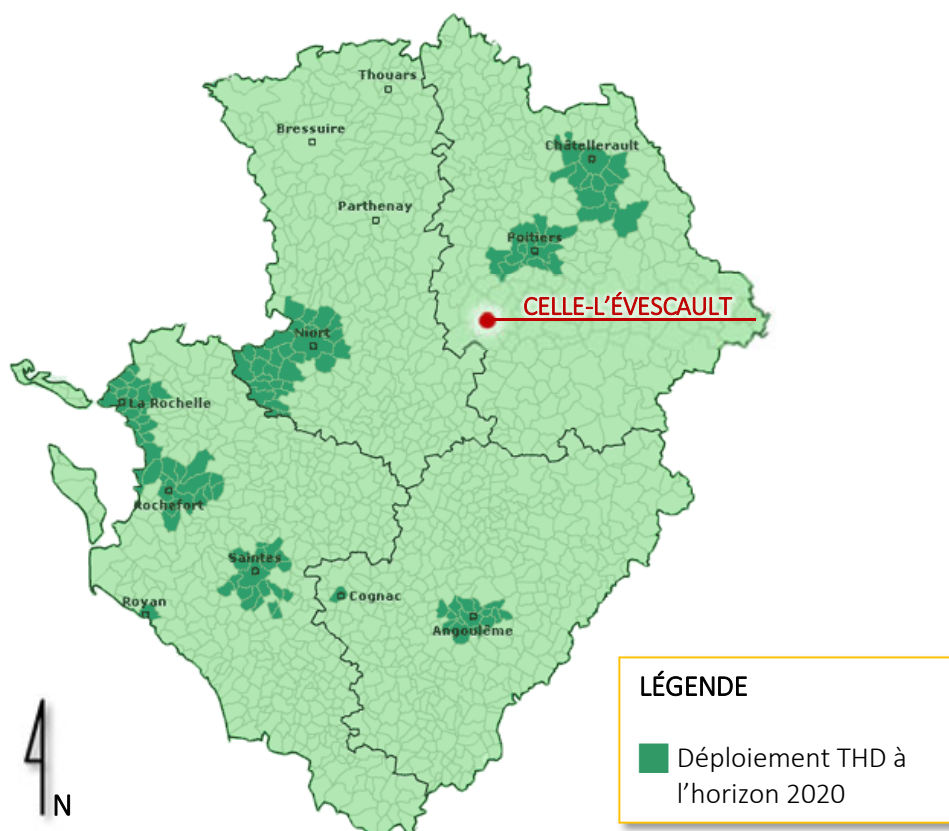 Thouars
Bressuire
Châtellerault
Parthenay
Poitiers
CELLE-L'ÉVESCAULT
Niort
La Rochelle
Rochefort
Saintes
Royan
Cognac
Angoulême
LÉGENDE
Déploiement THD à
l'horizon 2020
N